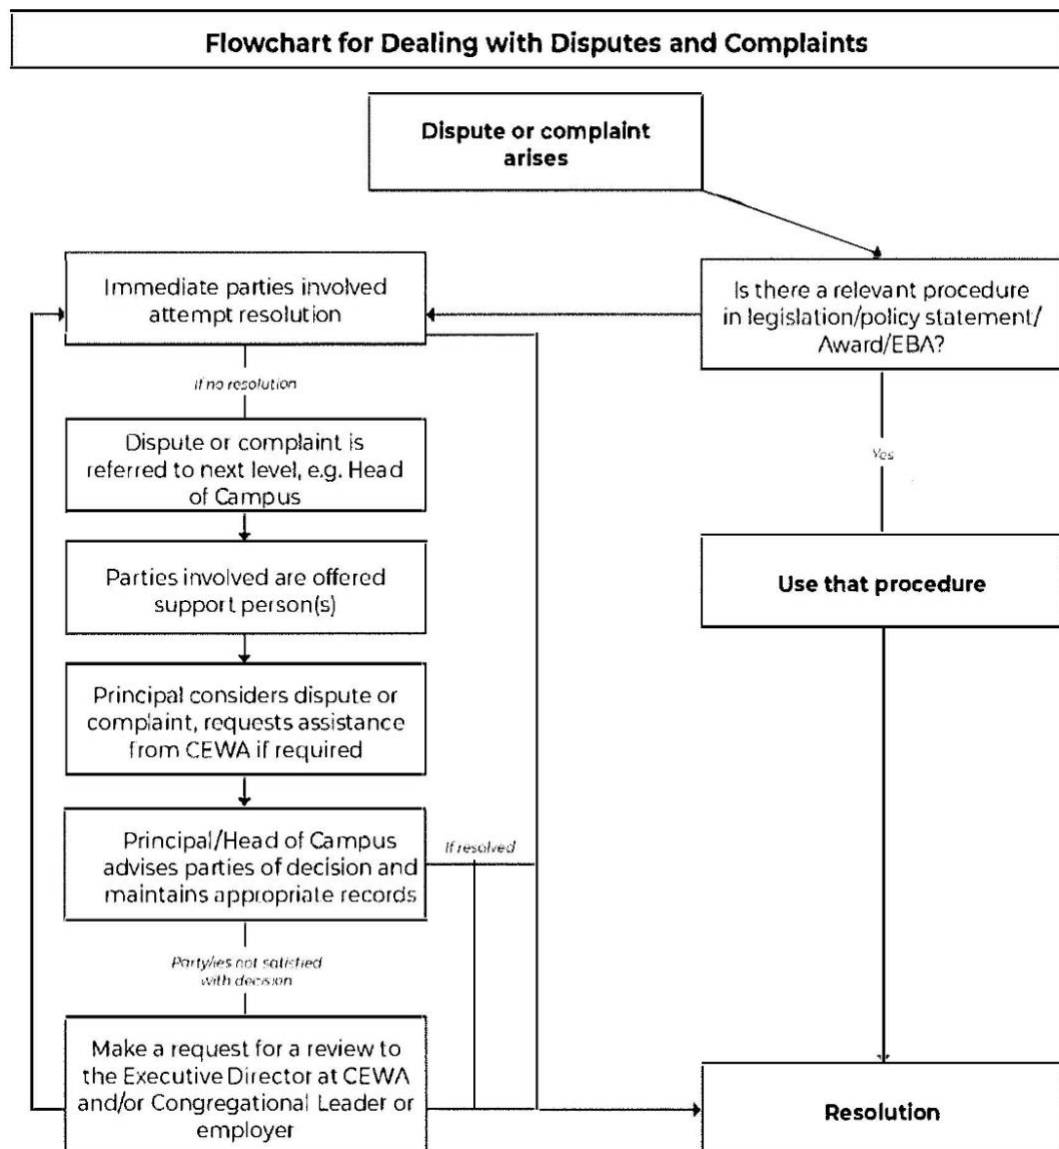 Flowchart for Dealing with Disputes and Complaints
Dispute or complaint
arises
Immediate parties involved
attempt resolution
Is there a relevant procedure
in legislation/policy statement/
Award/EBA?
If no resolution
Dispute or complaint is
referred to next level, e.g. Head
of Campus
Yes
Parties involved are offered
support person(s)
Use that procedure
Principal considers dispute or
complaint, requests assistance
from CEWA if required
Principal/Head of Campus
advises parties of decision and
maintains appropriate records
If resolved
Party/ies not satisfied
with decision
Make a request for a review to
the Executive Director at CEWA
and/or Congregational Leader or
employer
Resolution